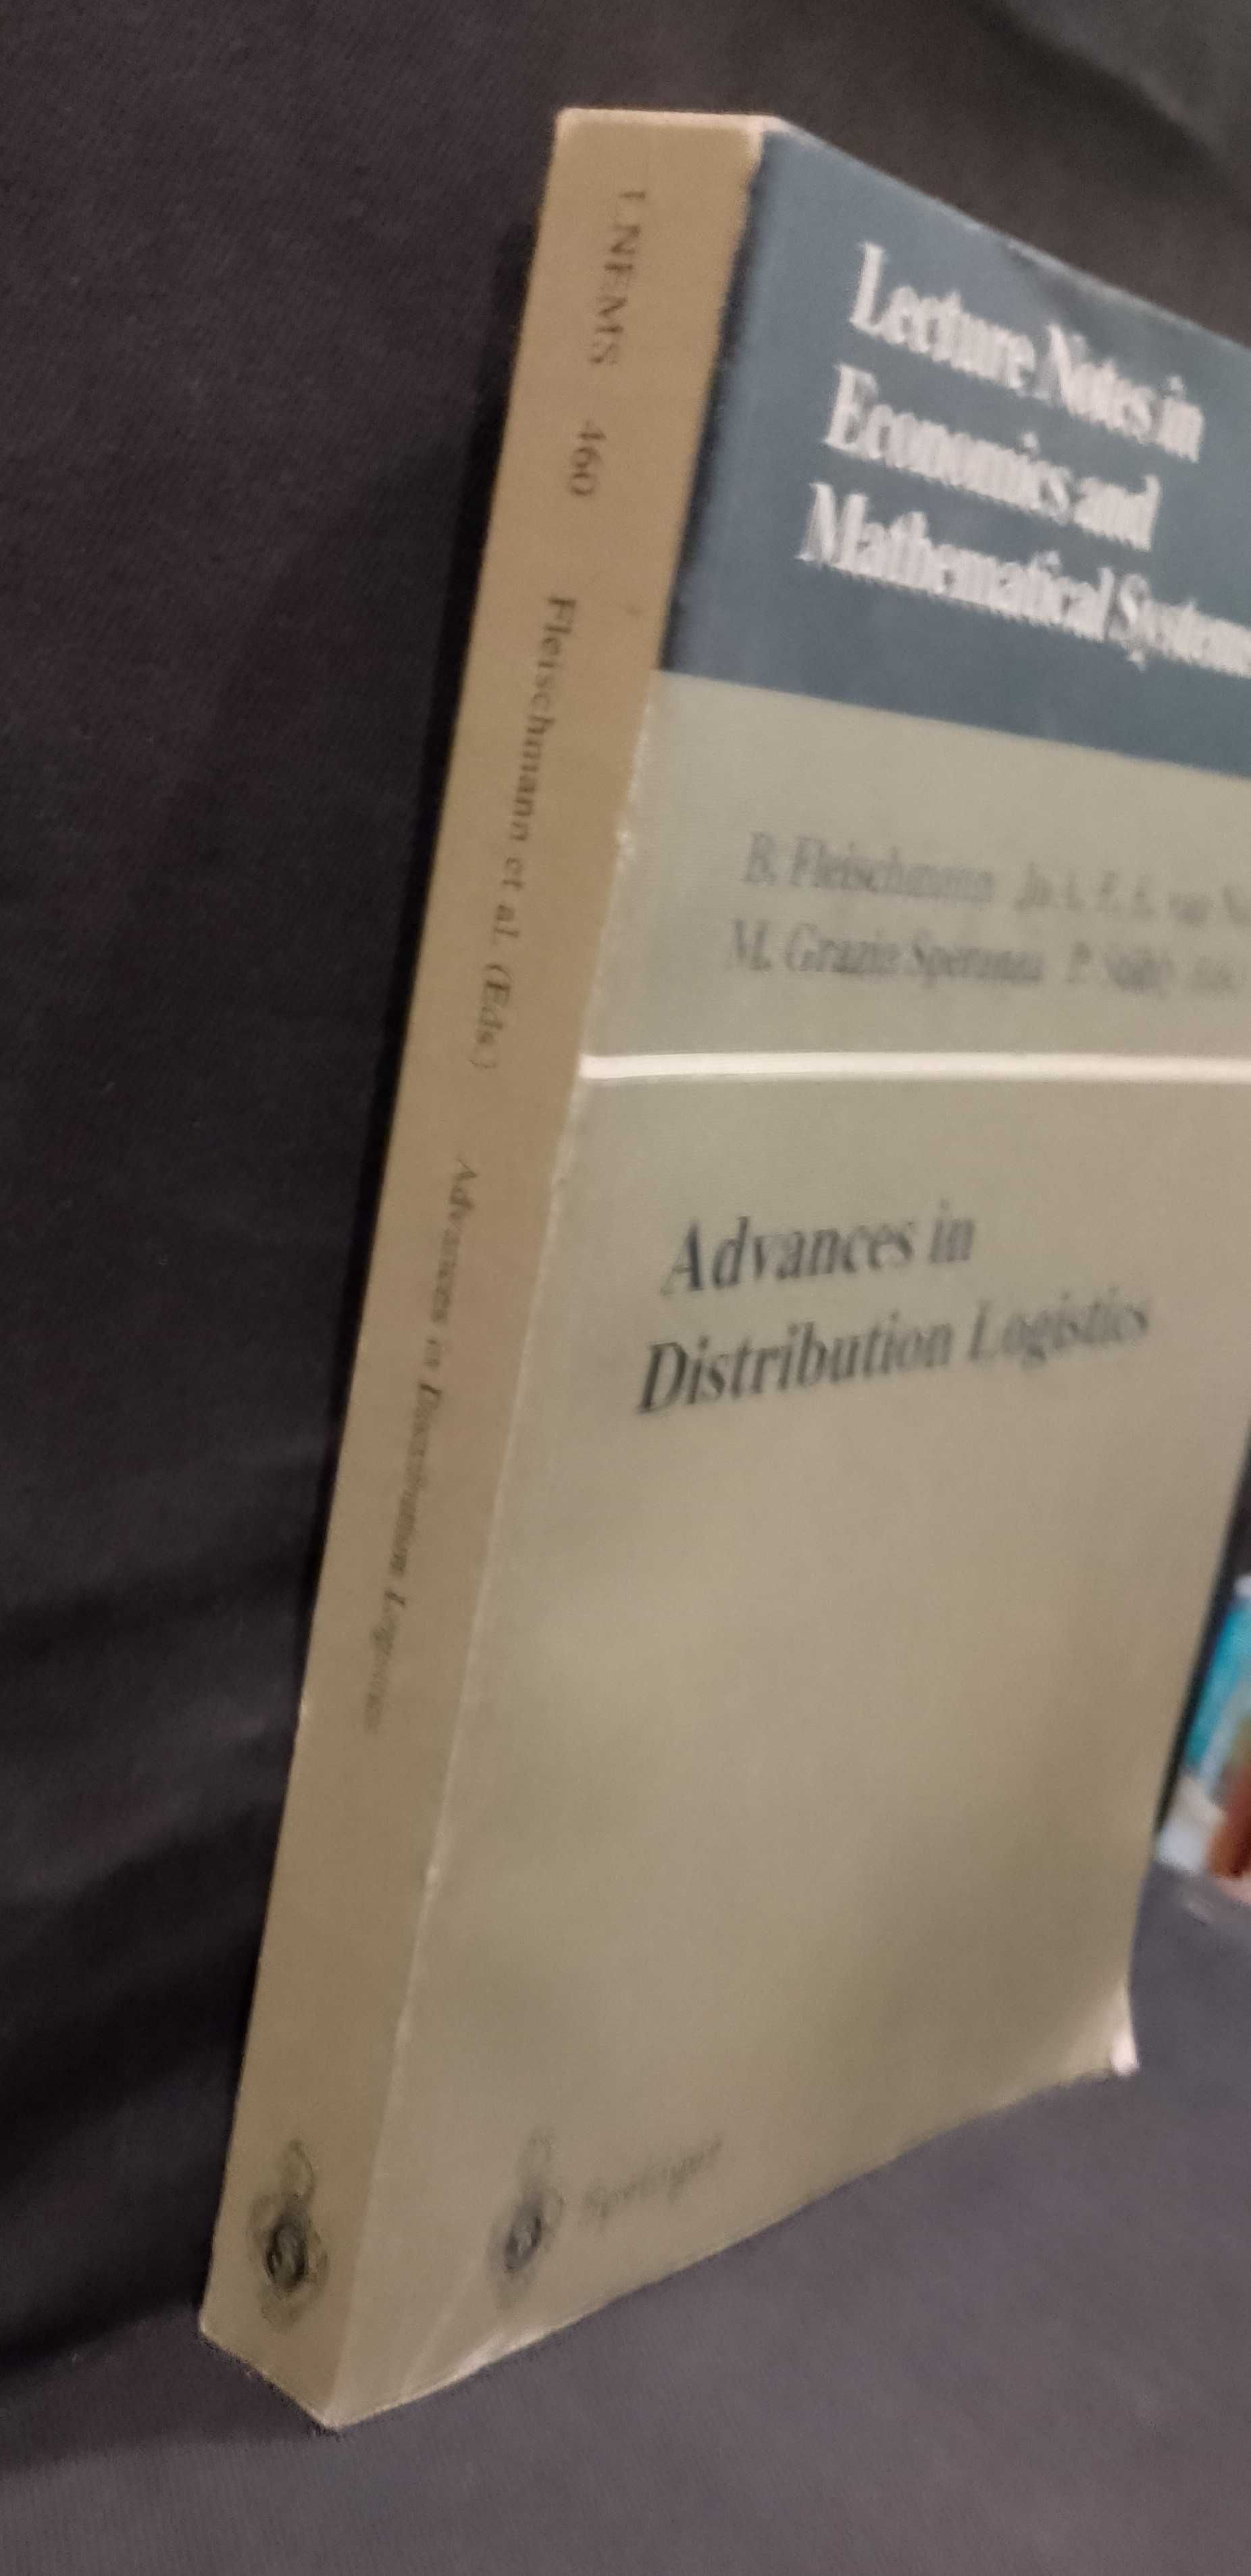 LNEMS 460 Fleischmann et al. (Eds.) Advances in Distribution Logistics
Lecture Notes in
Economics and
Mathematical Systems
B. Fleischmann
M. Grazia Speranza P.
Advances in
Distribution Logistics
Springer